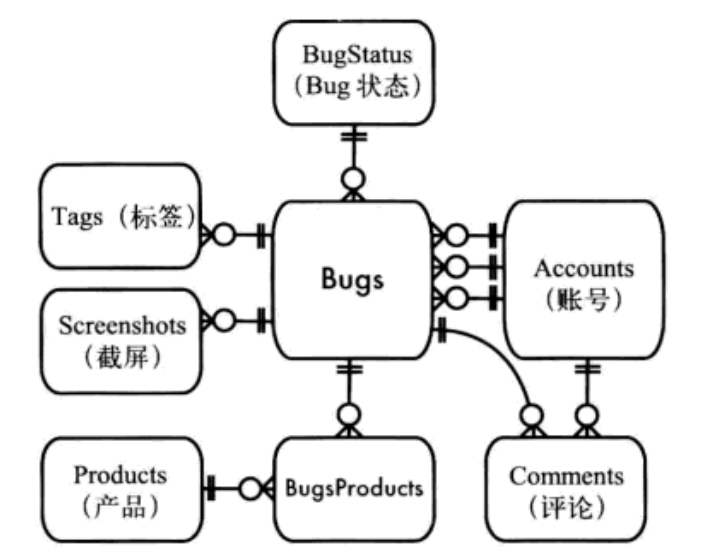 BugStatus
（Bug 状态）
Tags（标签）
Bugs
Accounts
（账号）
Screenshots
（截屏）
Products
（产品）
BugsProducts
Comments
（评论）